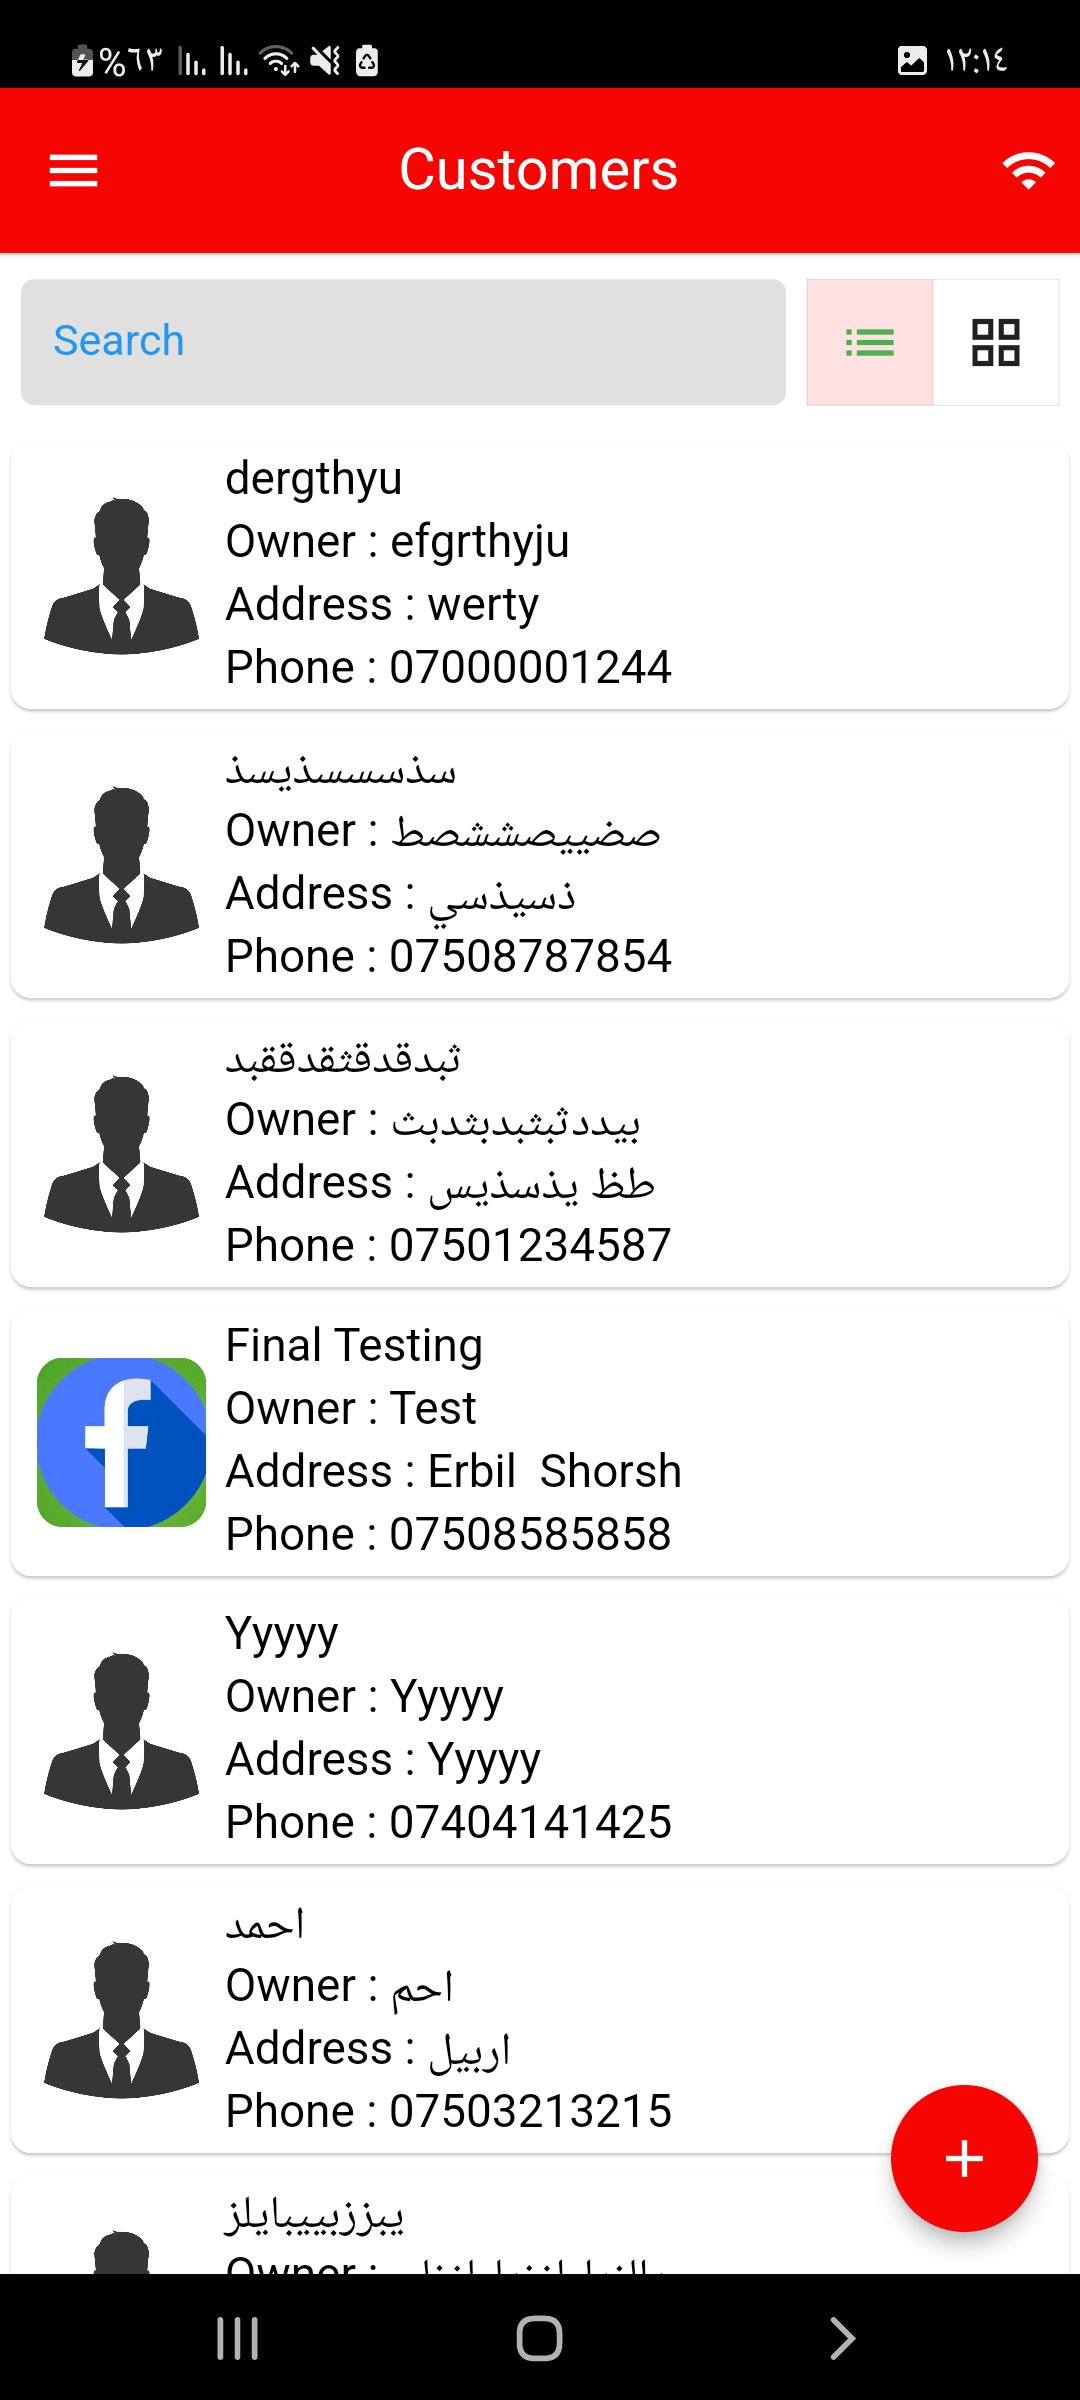 %٦٣
١٢:١٤
Customers
Search
dergthyu
Owner : efgrthyju
Address : werty
Phone : 07000001244
سذسسسذيسذ
Owner : صضييصششصط
Address : ذسيذسي
Phone : 07508787854
ثبدقدقثقدققبد
Owner : بيددثبثبدبثدبث
Address : طظ يذسذيس
Phone : 07501234587
Final Testing
Owner : Test
Address : Erbil  Shorsh
Phone : 07508585858
Yyyyy
Owner : Yyyyy
Address : Yyyyy
Phone : 07404141425
احمد
Owner : احم
Address : اربيل
Phone : 07503213215
يبززبييبايلز
Owner :